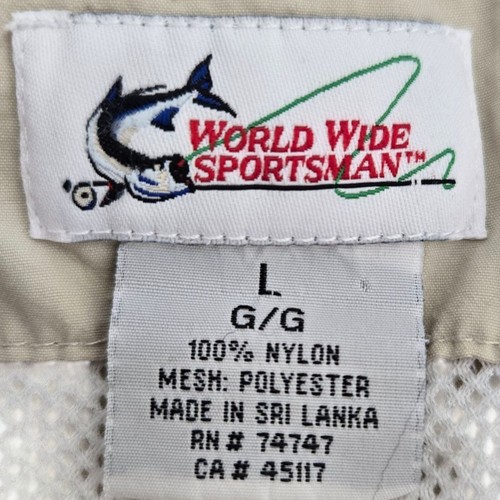 WORLD WIDE
SPORTSMAN™
L
G/G
100% NYLON
MESH: POLYESTER
MADE IN SRI LANKA
RN# 74747
CA# 45117